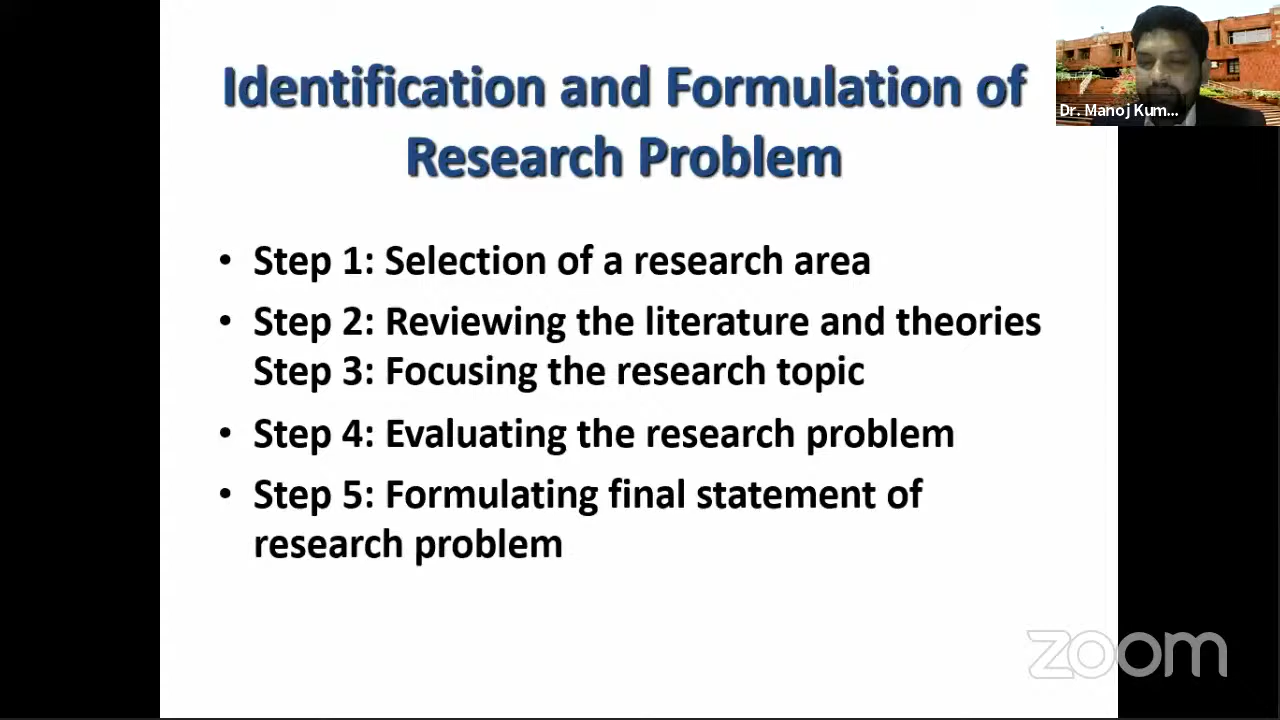 Identification and Formulation of
Research Problem
Dr. Manoj Kum...
• Step 1: Selection of a research area
• Step 2: Reviewing the literature and theories
Step 3: Focusing the research topic
• Step 4: Evaluating the research problem
• Step 5: Formulating final statement of
research problem
zoom